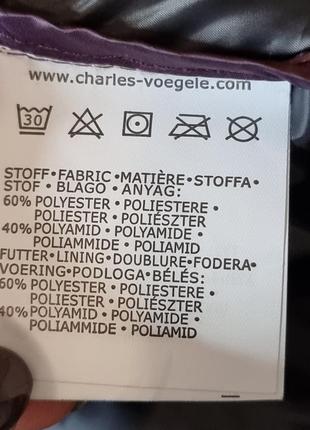 www.charles-voegele.com
30
STOFF•FABRIC•MATIÈRE•STOFFA•
STOF • BLAGO • ANYAG:
60% POLYESTER • POLIESTERE •
POLIESTER • POLIÉSZTER
40% POLYAMID • POLYAMIDE •
POLIAMMIDE • POLIAMID
FUTTER•LINING•DOUBLURE•FODERA•
VOERING•PODLOGA•BÉLÉS:
60% POLYESTER • POLIESTERE •
POLIESTER • POLIÉSZTER
40% POLYAMID • POLYAMIDE •
POLIAMMIDE • POLIAMID